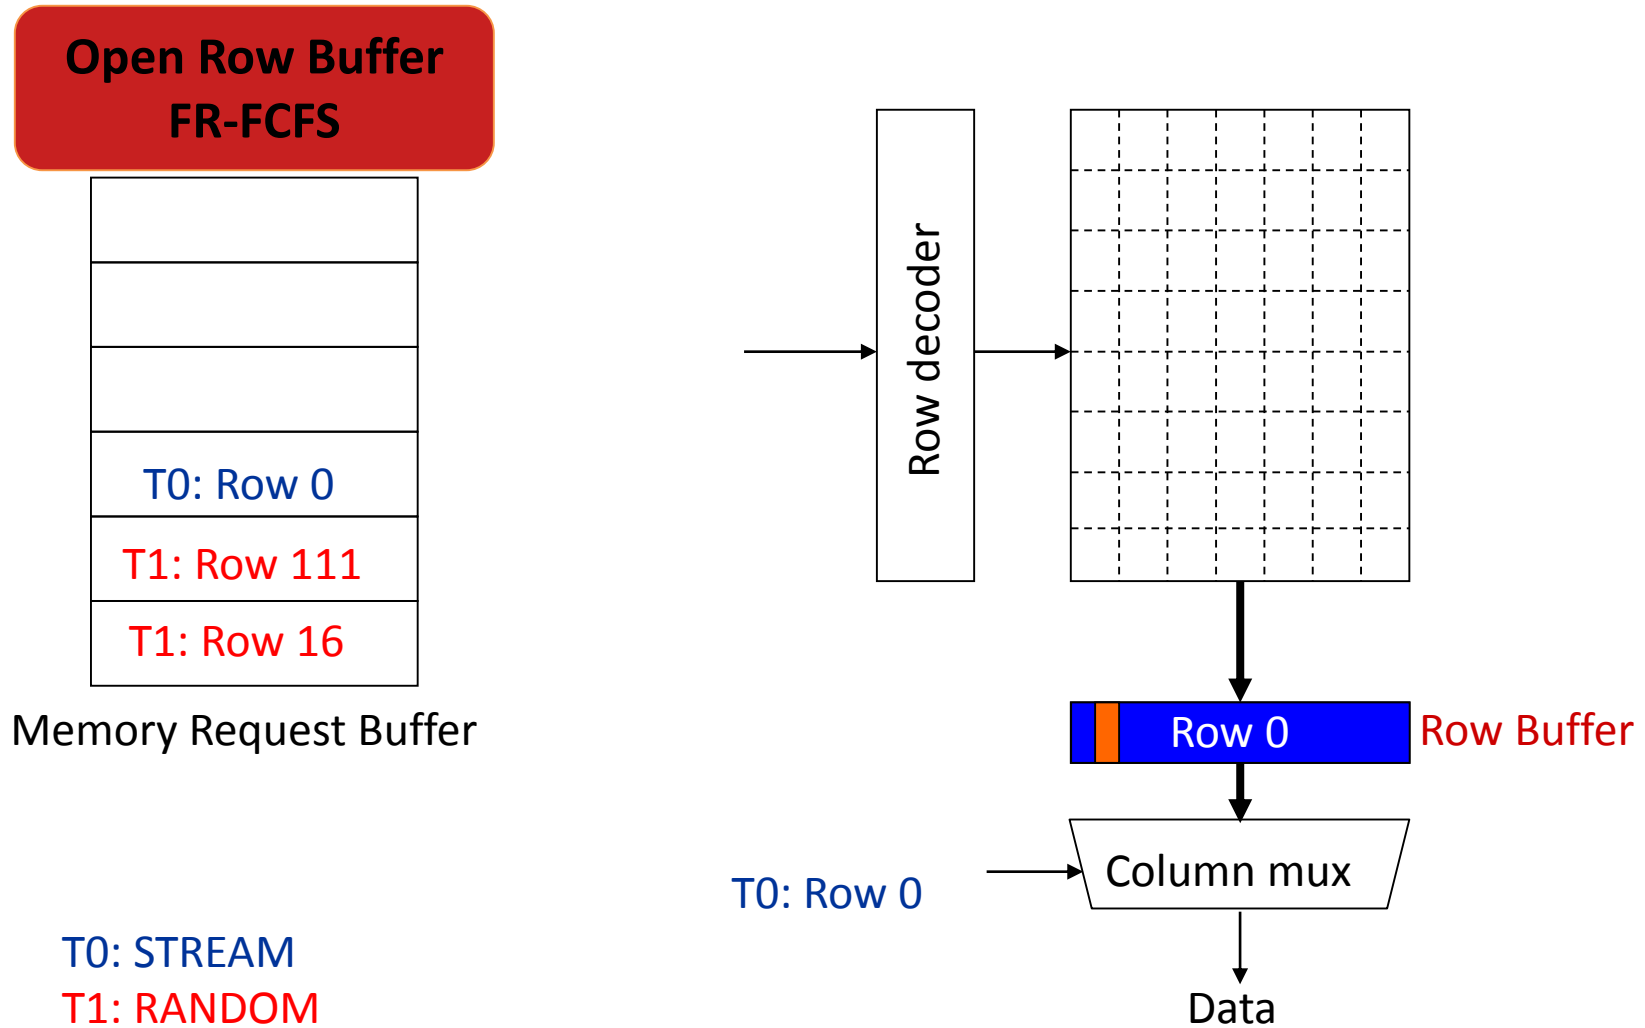 Open Row Buffer
FR-FCFS
T0: Row 0
T1: Row 111
T1: Row 16
Memory Request Buffer
T0: STREAM
T1: RANDOM
Row decoder
Row 0
Row Buffer
T0: Row 0
Column mux
Data